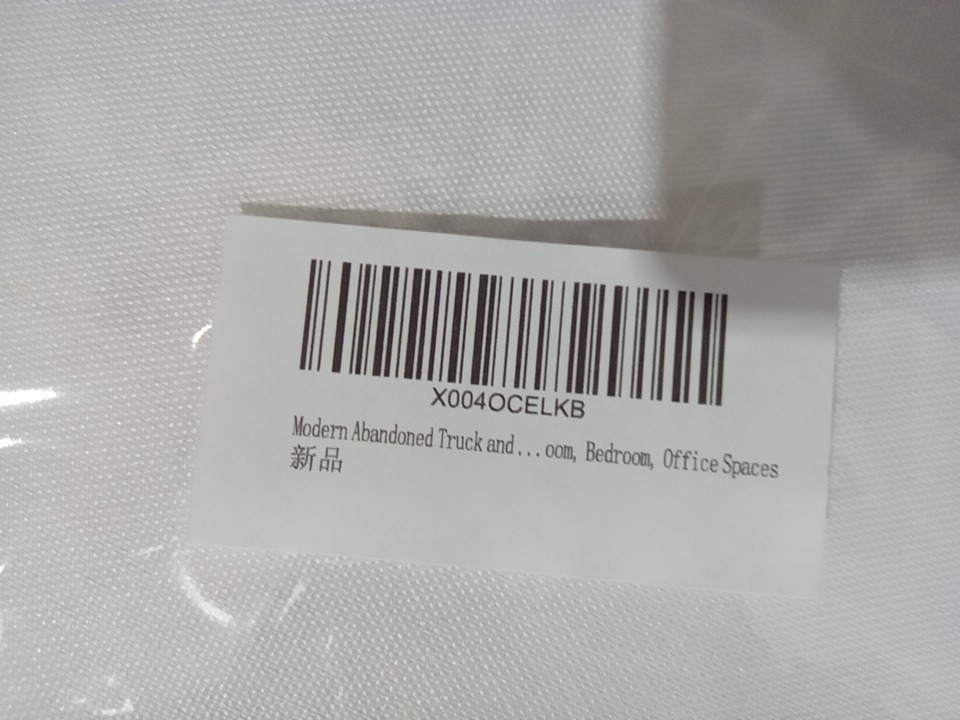 X004OCELKB
Modern Abandoned Truck and...oom, Bedroom, Office Spaces
新品